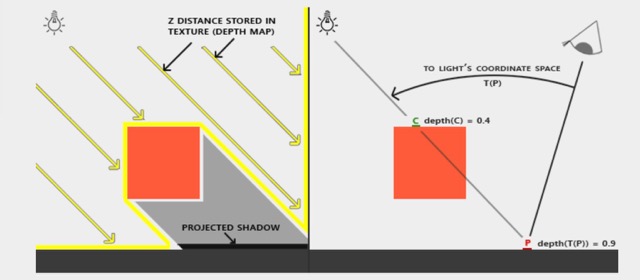 Z DISTANCE STORED IN
TEXTURE (DEPTH MAP)
TO LIGHT'S COORDINATE SPACE
T(P)
C depth(C) = 0.4
PROJECTED SHADOW
P depth(T(P)) = 0.9